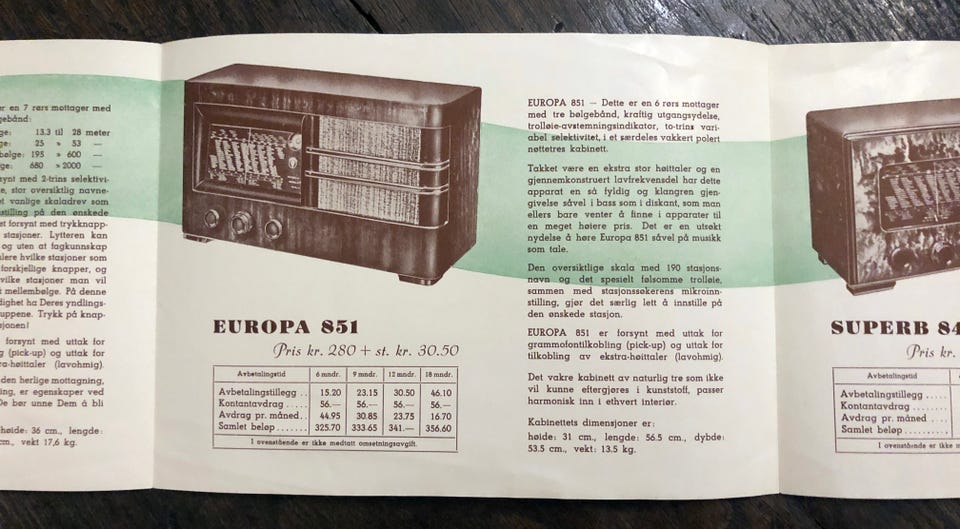 er en 7 rørs mottager med
gebånd:
ge: 13.3 til 28 meter
ge: 25 » 53 —
bølge: 195 » 600 —
ge: 680 » 2000 —
synt med 2-trins selektivi-
e, stor oversiktlig navne-
t vanlige skaladrev som
stilling på den ønskede
st forsynt med trykknapp-
stasjoner. Lytteren kan
og uten at fagkunnskap
ulere hvilke stasjoner som
forskjellige knapper, og
vilke stasjoner man vil
t mellembølge. På denne
dighet ha Deres yndlings-
uppene. Trykk på knap-
sjonen!
forsynt med uttak for
g (pick-up) og uttak for
tra-høittaler (lavohmig).
den herlige mottagning,
ing, er egenskaper ved
De bør unne Dem å bli
høide: 36 cm., lengde:
cm., vekt 17,6 kg.
EUROPA 851
Pris kr. 280 + st. kr. 30.50
Avbetalingstid 6 mndr. 9 mndr. 12 mndr. 18 mndr.
Avbetalingstillegg .. 15.20 23.15 30.50 46.10
Kontantavdrag .... 56.— 56.— 56.— 56.—
Avdrag pr. måned.. 44.95 30.85 23.75 16.70
Samlet beløp ...... 325.70 333.65 341.— 356.60
I ovenstående er ikke medtatt omsetningsavgift.
EUROPA 851 — Dette er en 6 rørs mottager
med tre bølgebånd, kraftig utgangsydelse,
trolløie-avstemningsindikator, to-trins vari-
abel selektivitet, i et særdeles vakkert polert
nøttetres kabinett.
Takket være en ekstra stor høittaler og en
gjennemkonstruert lavfrekvensdel har dette
apparat en så fyldig og klangren gjen-
givelse såvel i bass som i diskant, som man
ellers bare venter å finne i apparater til
en meget høiere pris. Det er en utsøkt
nydelse å høre Europa 851 såvel på musikk
som tale.
Den oversiktlige skala med 190 stasjons-
navn og det spesielt følsomme trolløie,
sammen med stasjonssøkerens mikroinn-
stilling, gjør det særlig lett å innstille på
den ønskede stasjon.
EUROPA 851 er forsynt med uttak for
grammofontilkobling (pick-up) og uttak for
tilkobling av ekstra-høittaler (lavohmig).
Det vakre kabinett av naturlig tre som ikke
vil kunne eftergjøres i kunststoff, passer
harmonisk inn i ethvert interiør.
Kabinettets dimensjoner er:
høide: 31 cm., lengde: 56.5 cm., dybde:
53.5 cm., vekt: 13.5 kg.
SUPERB 84
Pris kr.
Avbetalingstid
Avbetalingstillegg ..
Kontantavdrag .......
Avdrag pr. måned ...
Samlet beløp..........
I ovenstående er ikke m